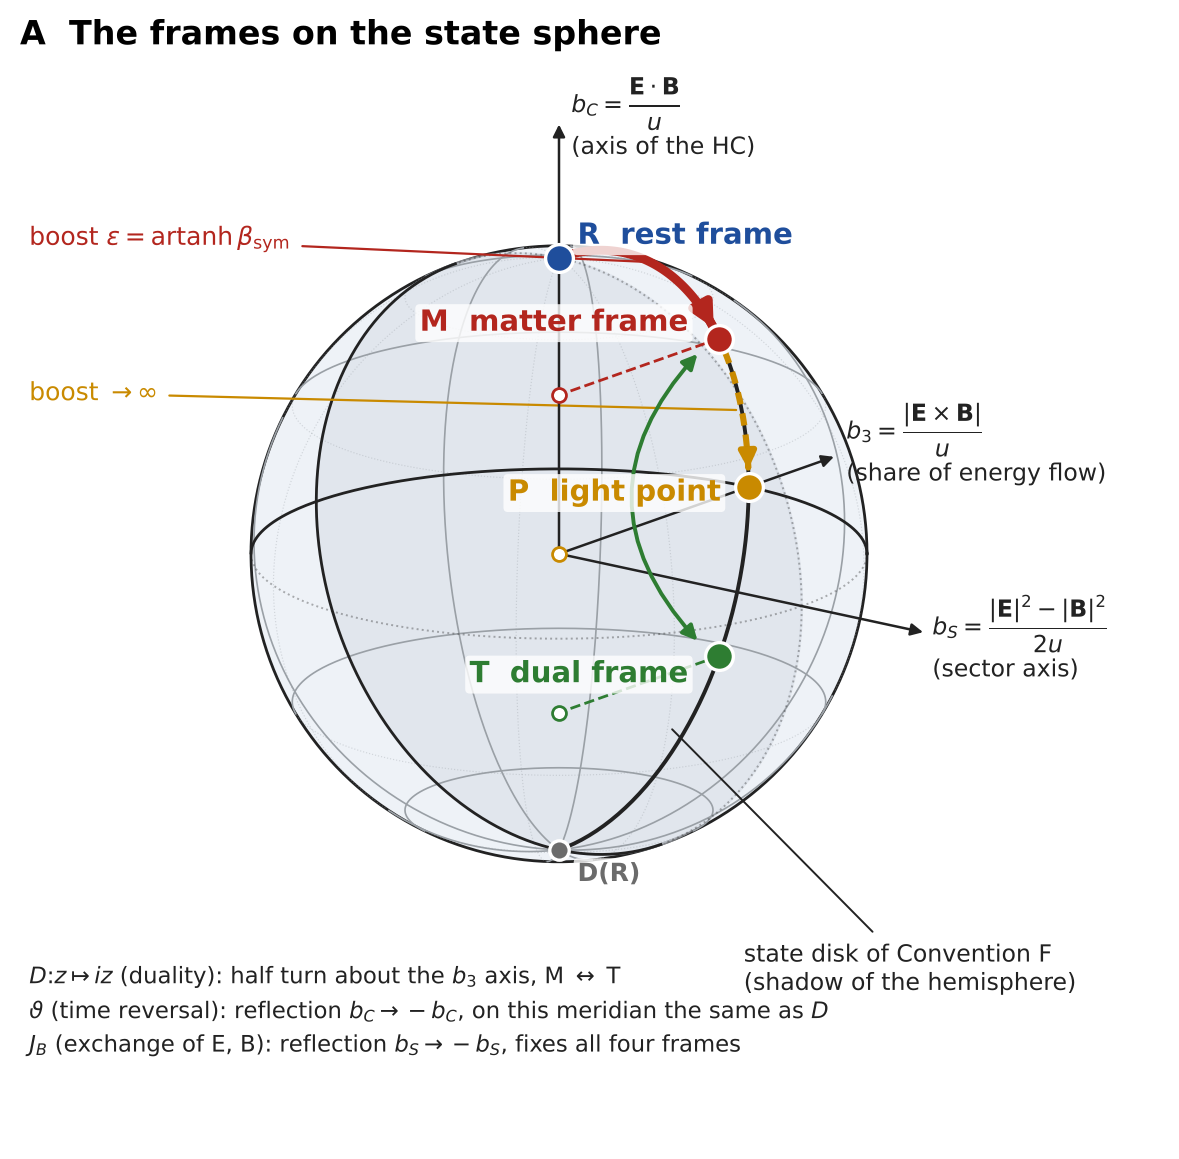 A The frames on the state sphere
b_C = E · B / u
(axis of the HC)
boost ε = artanh β_sym
R rest frame
M matter frame
boost → ∞
b_3 = |E × B| / u
(share of energy flow)
P light point
b_S = |E|² − |B|² / 2u
(sector axis)
T dual frame
D(R)
state disk of Convention F
(shadow of the hemisphere)
D: z ↦ iz (duality): half turn about the b_3 axis, M ↔ T
ϑ (time reversal): reflection b_C → − b_C, on this meridian the same as D
J_B (exchange of E, B): reflection b_S → − b_S, fixes all four frames